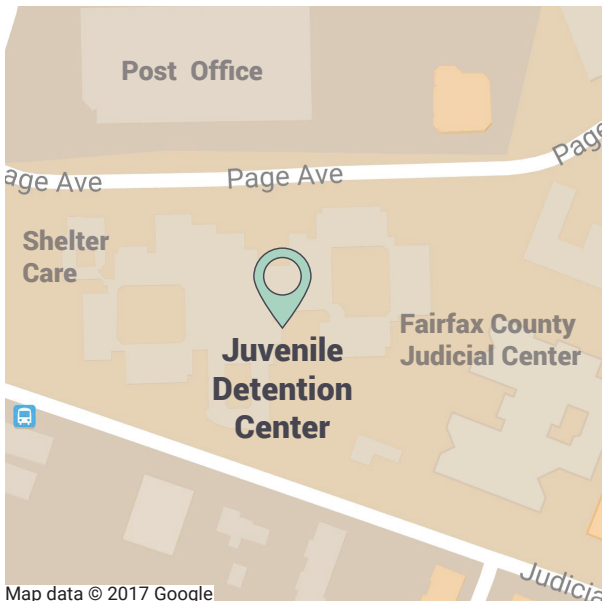 Post Office
Page
age Ave
Page Ave
Shelter
Care
Fairfax County
Judicial Center
Juvenile
Detention
Center
Judicia
Map data © 2017 Google